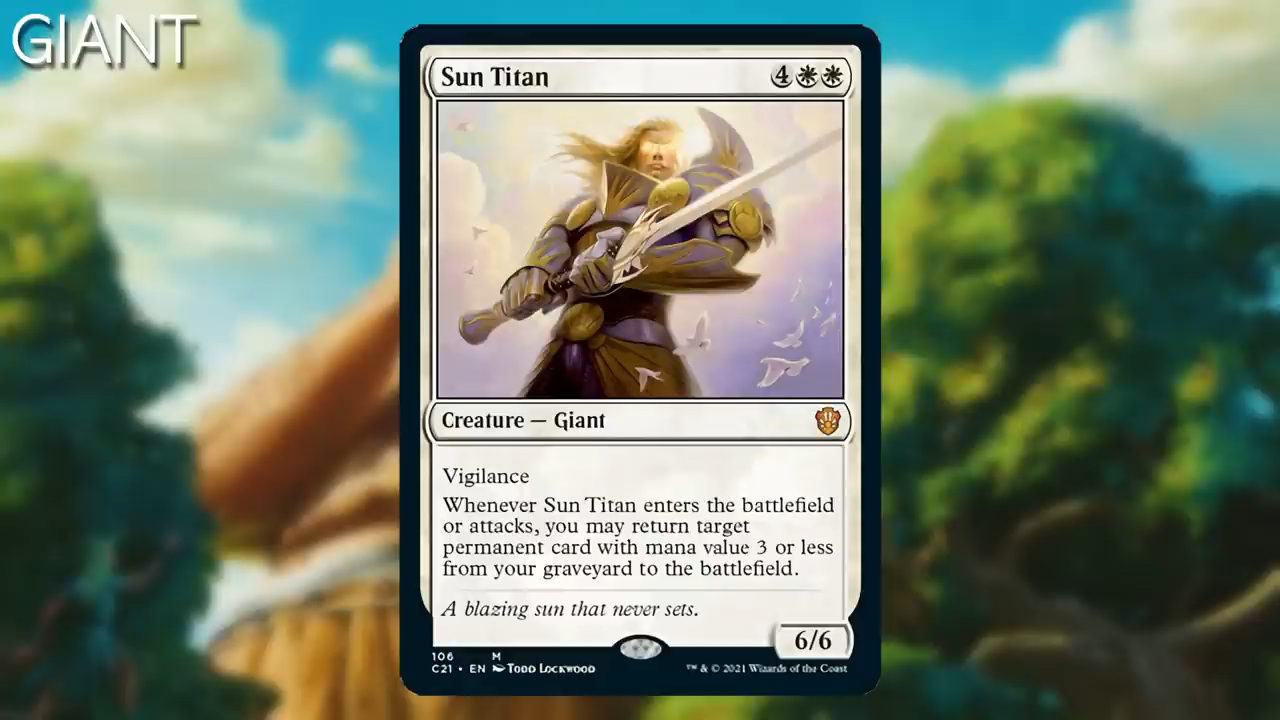 GIANT
Sun Titan
4
Creature — Giant
Vigilance
Whenever Sun Titan enters the battlefield
or attacks, you may return target
permanent card with mana value 3 or less
from your graveyard to the battlefield.
A blazing sun that never sets.
6/6
106 M
C21 • EN Todd Lockwood
™ & © 2021 Wizards of the Coast